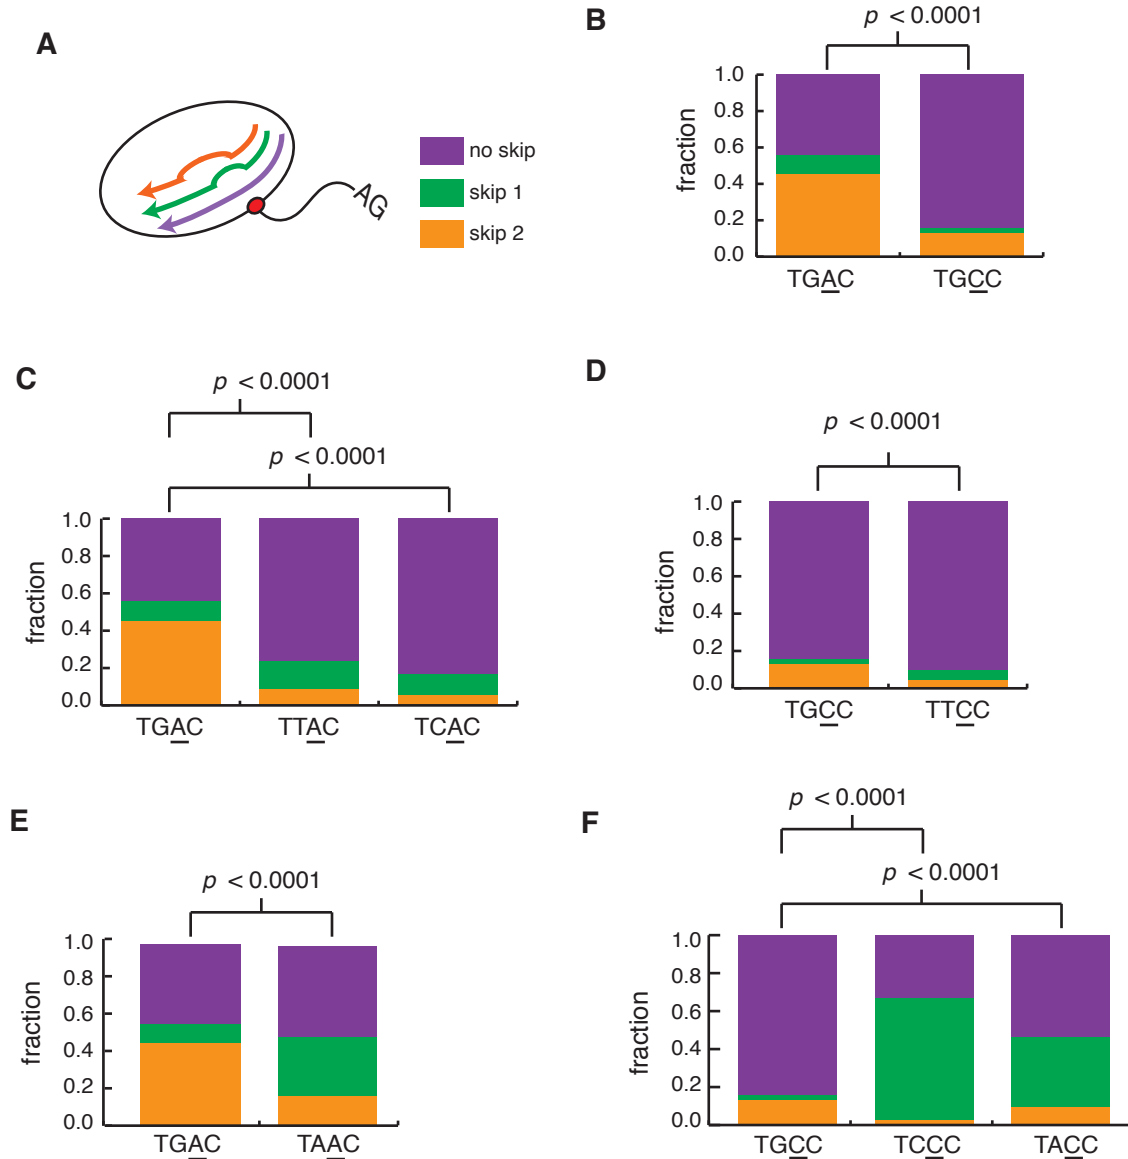 A
AG
no skip
skip 1
skip 2
B
p < 0.0001
fraction
1.0
0.8
0.6
0.4
0.2
0.0
TGAC
TGCC
C
p < 0.0001
p < 0.0001
fraction
1.0
0.8
0.6
0.4
0.2
0.0
TGAC
TTAC
TCAC
D
p < 0.0001
fraction
1.0
0.8
0.6
0.4
0.2
0.0
TGCC
TTCC
E
p < 0.0001
fraction
1.0
0.8
0.6
0.4
0.2
0.0
TGAC
TAAC
F
p < 0.0001
p < 0.0001
fraction
1.0
0.8
0.6
0.4
0.2
0.0
TGCC
TCCC
TACC